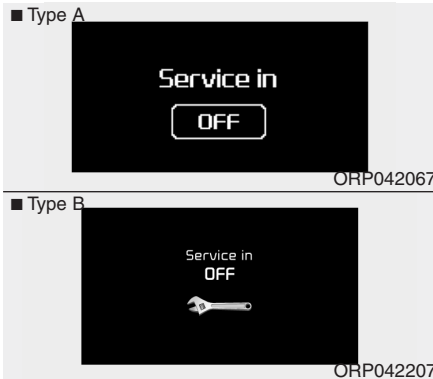 ■ Type A
Service in
OFF
ORP042067
■ Type B
Service in
OFF
ORP042207